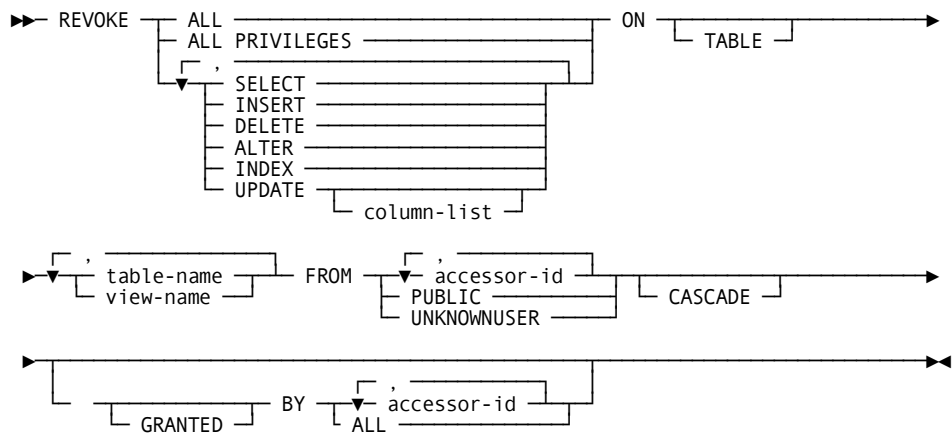 REVOKE ALL ON TABLE
ALL PRIVILEGES
,
SELECT
INSERT
DELETE
ALTER
INDEX
UPDATE
column-list
, ,
table-name FROM accessor-id
view-name PUBLIC CASCADE
UNKNOWNUSER
,
BY accessor-id
GRANTED ALL